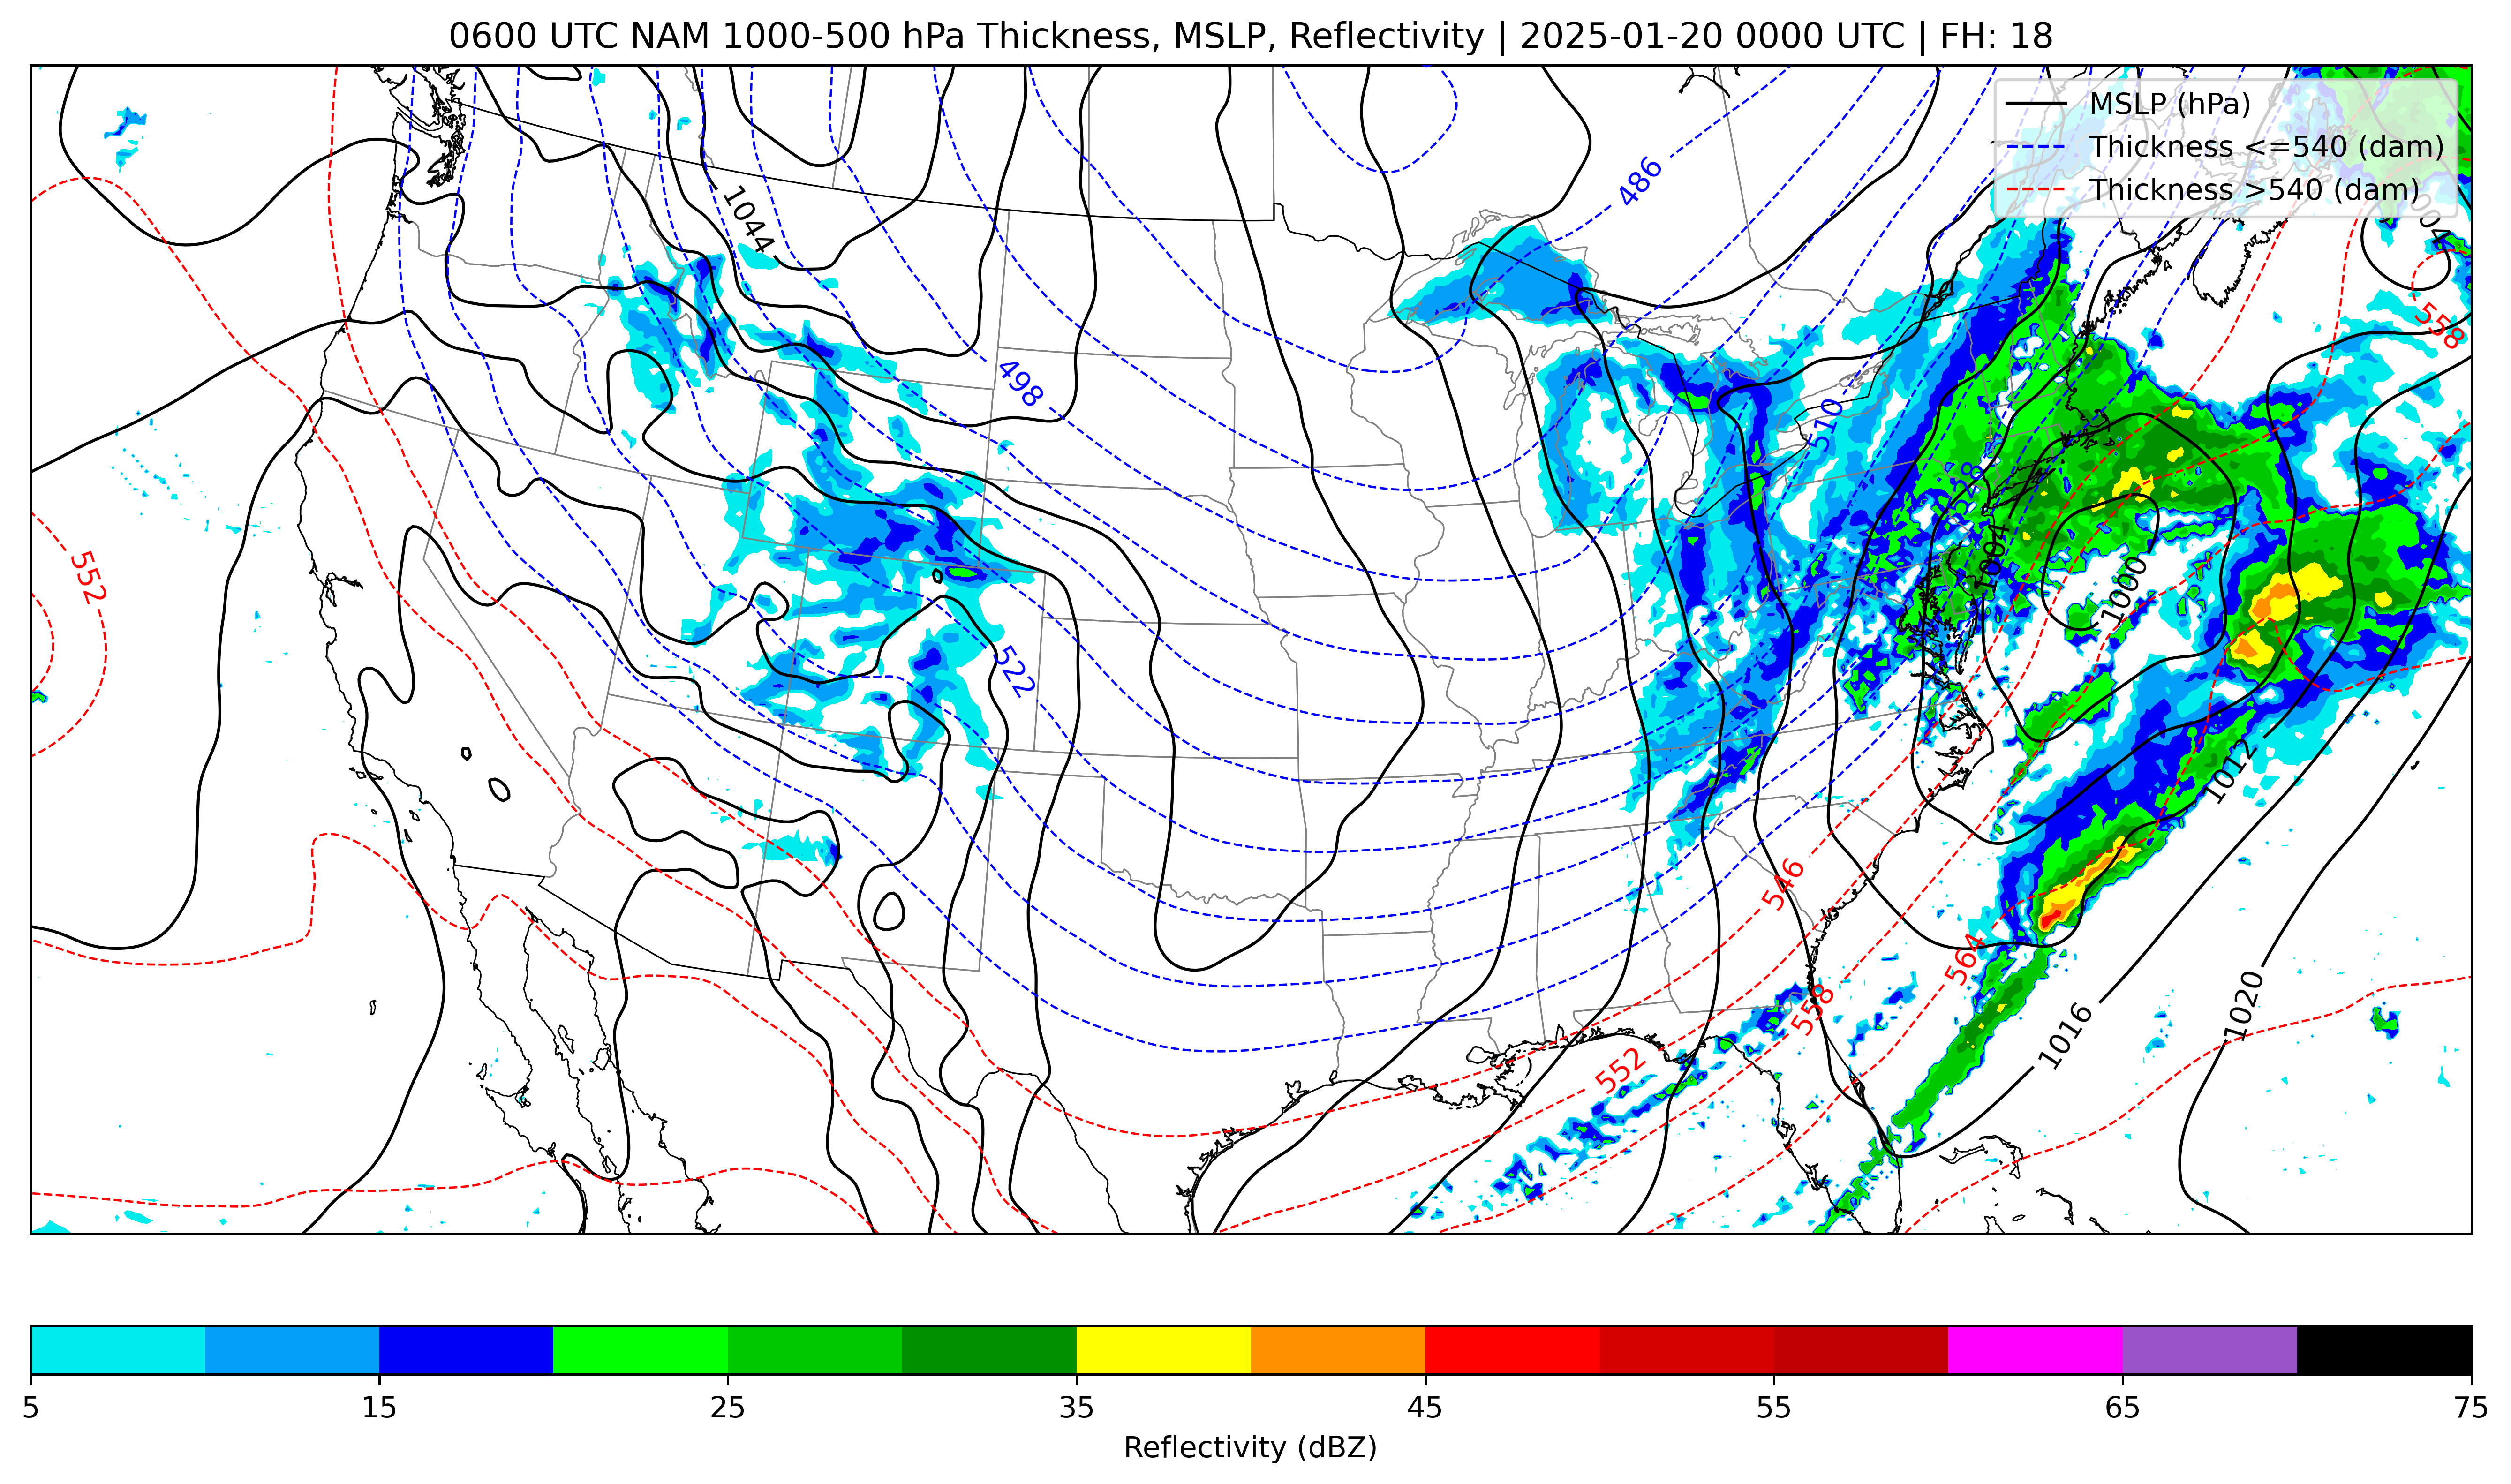 0600 UTC NAM 1000-500 hPa Thickness, MSLP, Reflectivity | 2025-01-20 0000 UTC | FH: 18
MSLP (hPa)
Thickness <=540 (dam)
Thickness >540 (dam)
486
1044
558
498
510
528
552
1004
1000
522
1012
546
564
558
1020
1016
552
5 15 25 35 45 55 65 75
Reflectivity (dBZ)